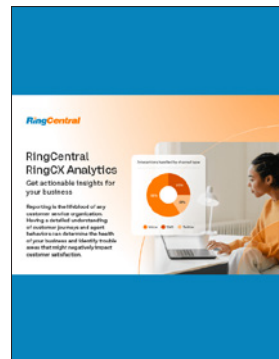 RingCentral
RingCentral
RingCX Analytics
Get actionable insights for
your business
Reporting is the lifeblood of any
customer service organization.
Having a detailed understanding
of customer journeys and agent
behaviors can determine the health
of your business and identify trouble
areas that might negatively impact
customer satisfaction.